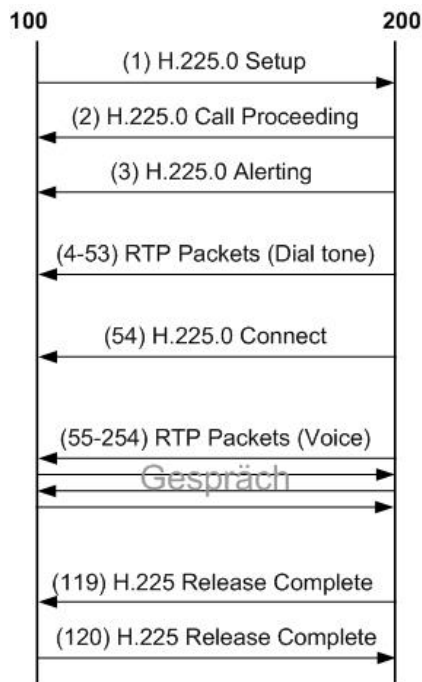 100 200
(1) H.225.0 Setup
(2) H.225.0 Call Proceeding
(3) H.225.0 Alerting
(4-53) RTP Packets (Dial tone)
(54) H.225.0 Connect
(55-254) RTP Packets (Voice)
Gespräch
(119) H.225 Release Complete
(120) H.225 Release Complete